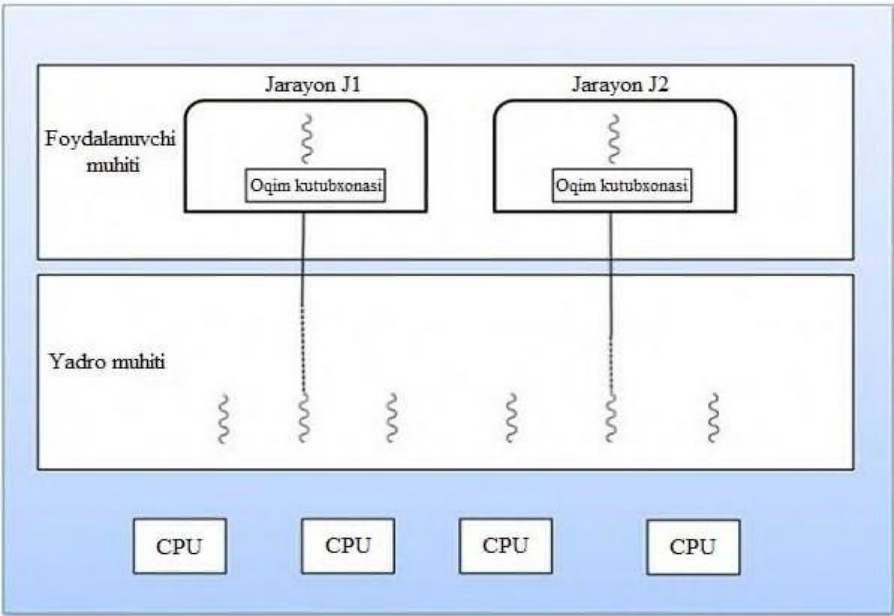 Jarayon J1
Jarayon J2
Foydalanuvchi
muhiti
Oqim kutubxonasi
Oqim kutubxonasi
Yadro muhiti
CPU
CPU
CPU
CPU